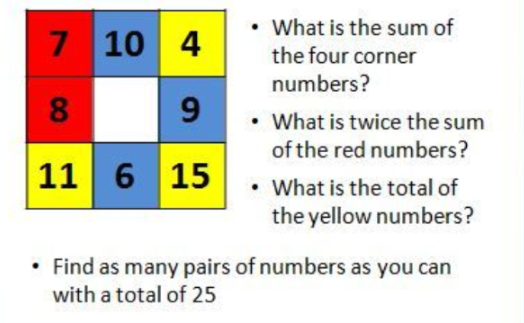 7 10 4
8 9
11 6 15
• What is the sum of
the four corner
numbers?
• What is twice the sum
of the red numbers?
• What is the total of
the yellow numbers?
• Find as many pairs of numbers as you can
with a total of 25